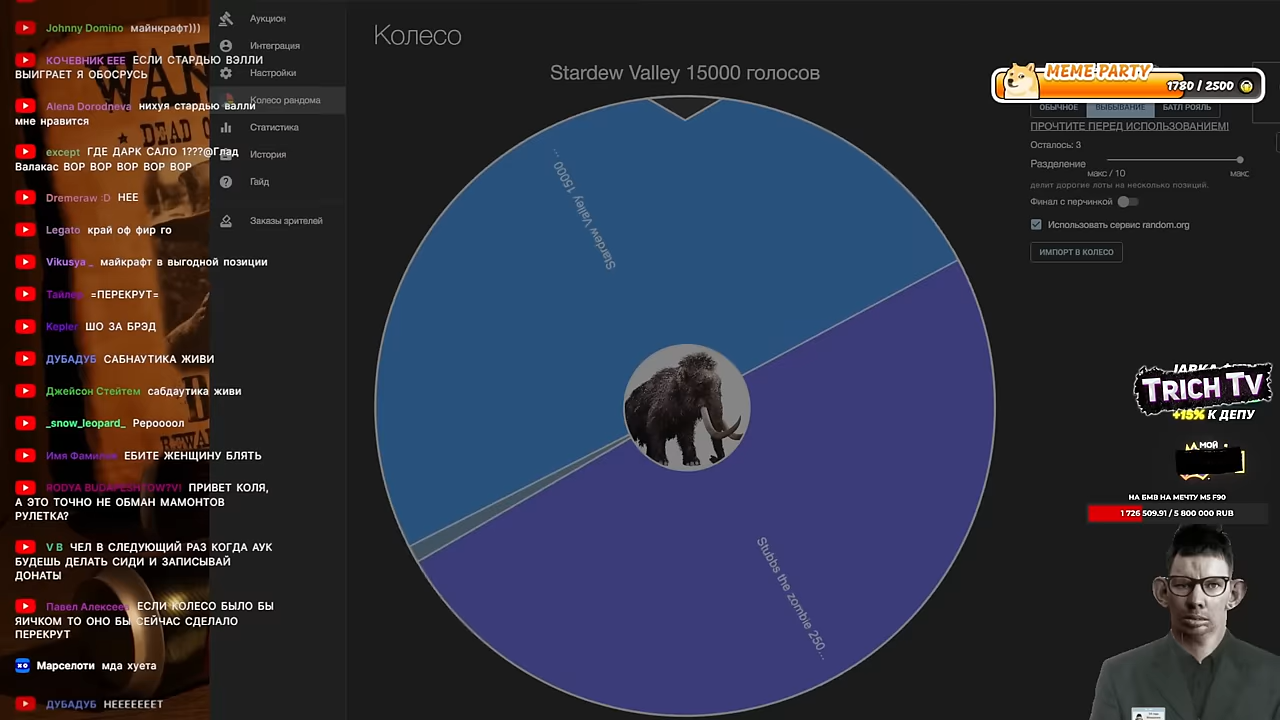 Johnny Domino майнкрафт)))
КОЧЕВНИК ЕЕЕ ЕСЛИ СТАРДЬЮ ВЭЛЛИ
ВЫИГРАЕТ Я ОБОСРУСЬ
Alena Dorodneva нихуя стардью валли
мне нравится
except ГДЕ ДАРК САЛО 1???@Глад
Валакас ВОР ВОР ВОР ВОР ВОР
Dremeraw :D НЕЕ
Legato край оф фир го
Vikusya _ майкрафт в выгодной позиции
Тайлер =ПЕРЕКРУТ=
Kepler ШО ЗА БРЭД
ДУБАДУБ САБНАУТИКА ЖИВИ
Джейсон Стейтем сабдаутика живи
_snow_leopard_ Рероооол
Имя Фамилия ЕБИТЕ ЖЕНЩИНУ БЛЯТЬ
ПРИВЕТ КОЛЯ,
А ЭТО ТОЧНО НЕ ОБМАН МАМОНТОВ
РУЛЕТКА?
V B ЧЕЛ В СЛЕДУЮЩИЙ РАЗ КОГДА АУК
БУДЕШЬ ДЕЛАТЬ СИДИ И ЗАПИСЫВАЙ
ДОНАТЫ
Павел Алексеев ЕСЛИ КОЛЕСО БЫЛО БЫ
ЯИЧКОМ ТО ОНО БЫ СЕЙЧАС СДЕЛАЛО
ПЕРЕКРУТ
Марселоти мда хуета
ДУБАДУБ НЕЕЕЕЕЕЕТ
Аукцион
Интеграция
Настройки
Колесо рандома
Статистика
История
Гайд
Заказы зрителей
Колесо
Stardew Valley 15000 голосов
Stardew Valley 15000 ...
Stubbs the zombie 250...
MEME PARTY
1780 / 2500
ОБЫЧНОЕ ВЫБЫВАНИЕ БАТЛ РОЯЛЬ
ПРОЧТИТЕ ПЕРЕД ИСПОЛЬЗОВАНИЕМ!
Осталось: 3
Разделение
макс / 10 макс
делит дорогие лоты на несколько позиций.
Финал с перчинкой
Использовать сервис random.org
ИМПОРТ В КОЛЕСО
TRICH TV
+15% К ДЕПУ
МОЙ
НА БМВ НА МЕЧТУ M5 F90
1 726 509.91 / 5 800 000 RUB